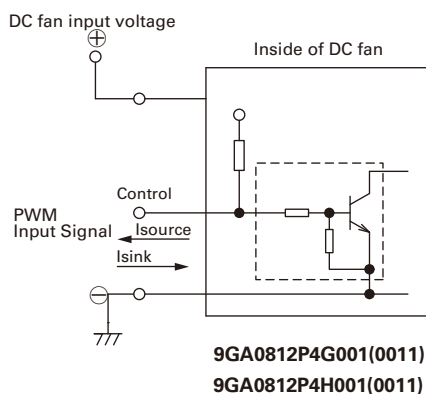 DC fan input voltage
Inside of DC fan
Control
PWM
Input Signal
Isource
Isink
9GA0812P4G001(0011)
9GA0812P4H001(0011)